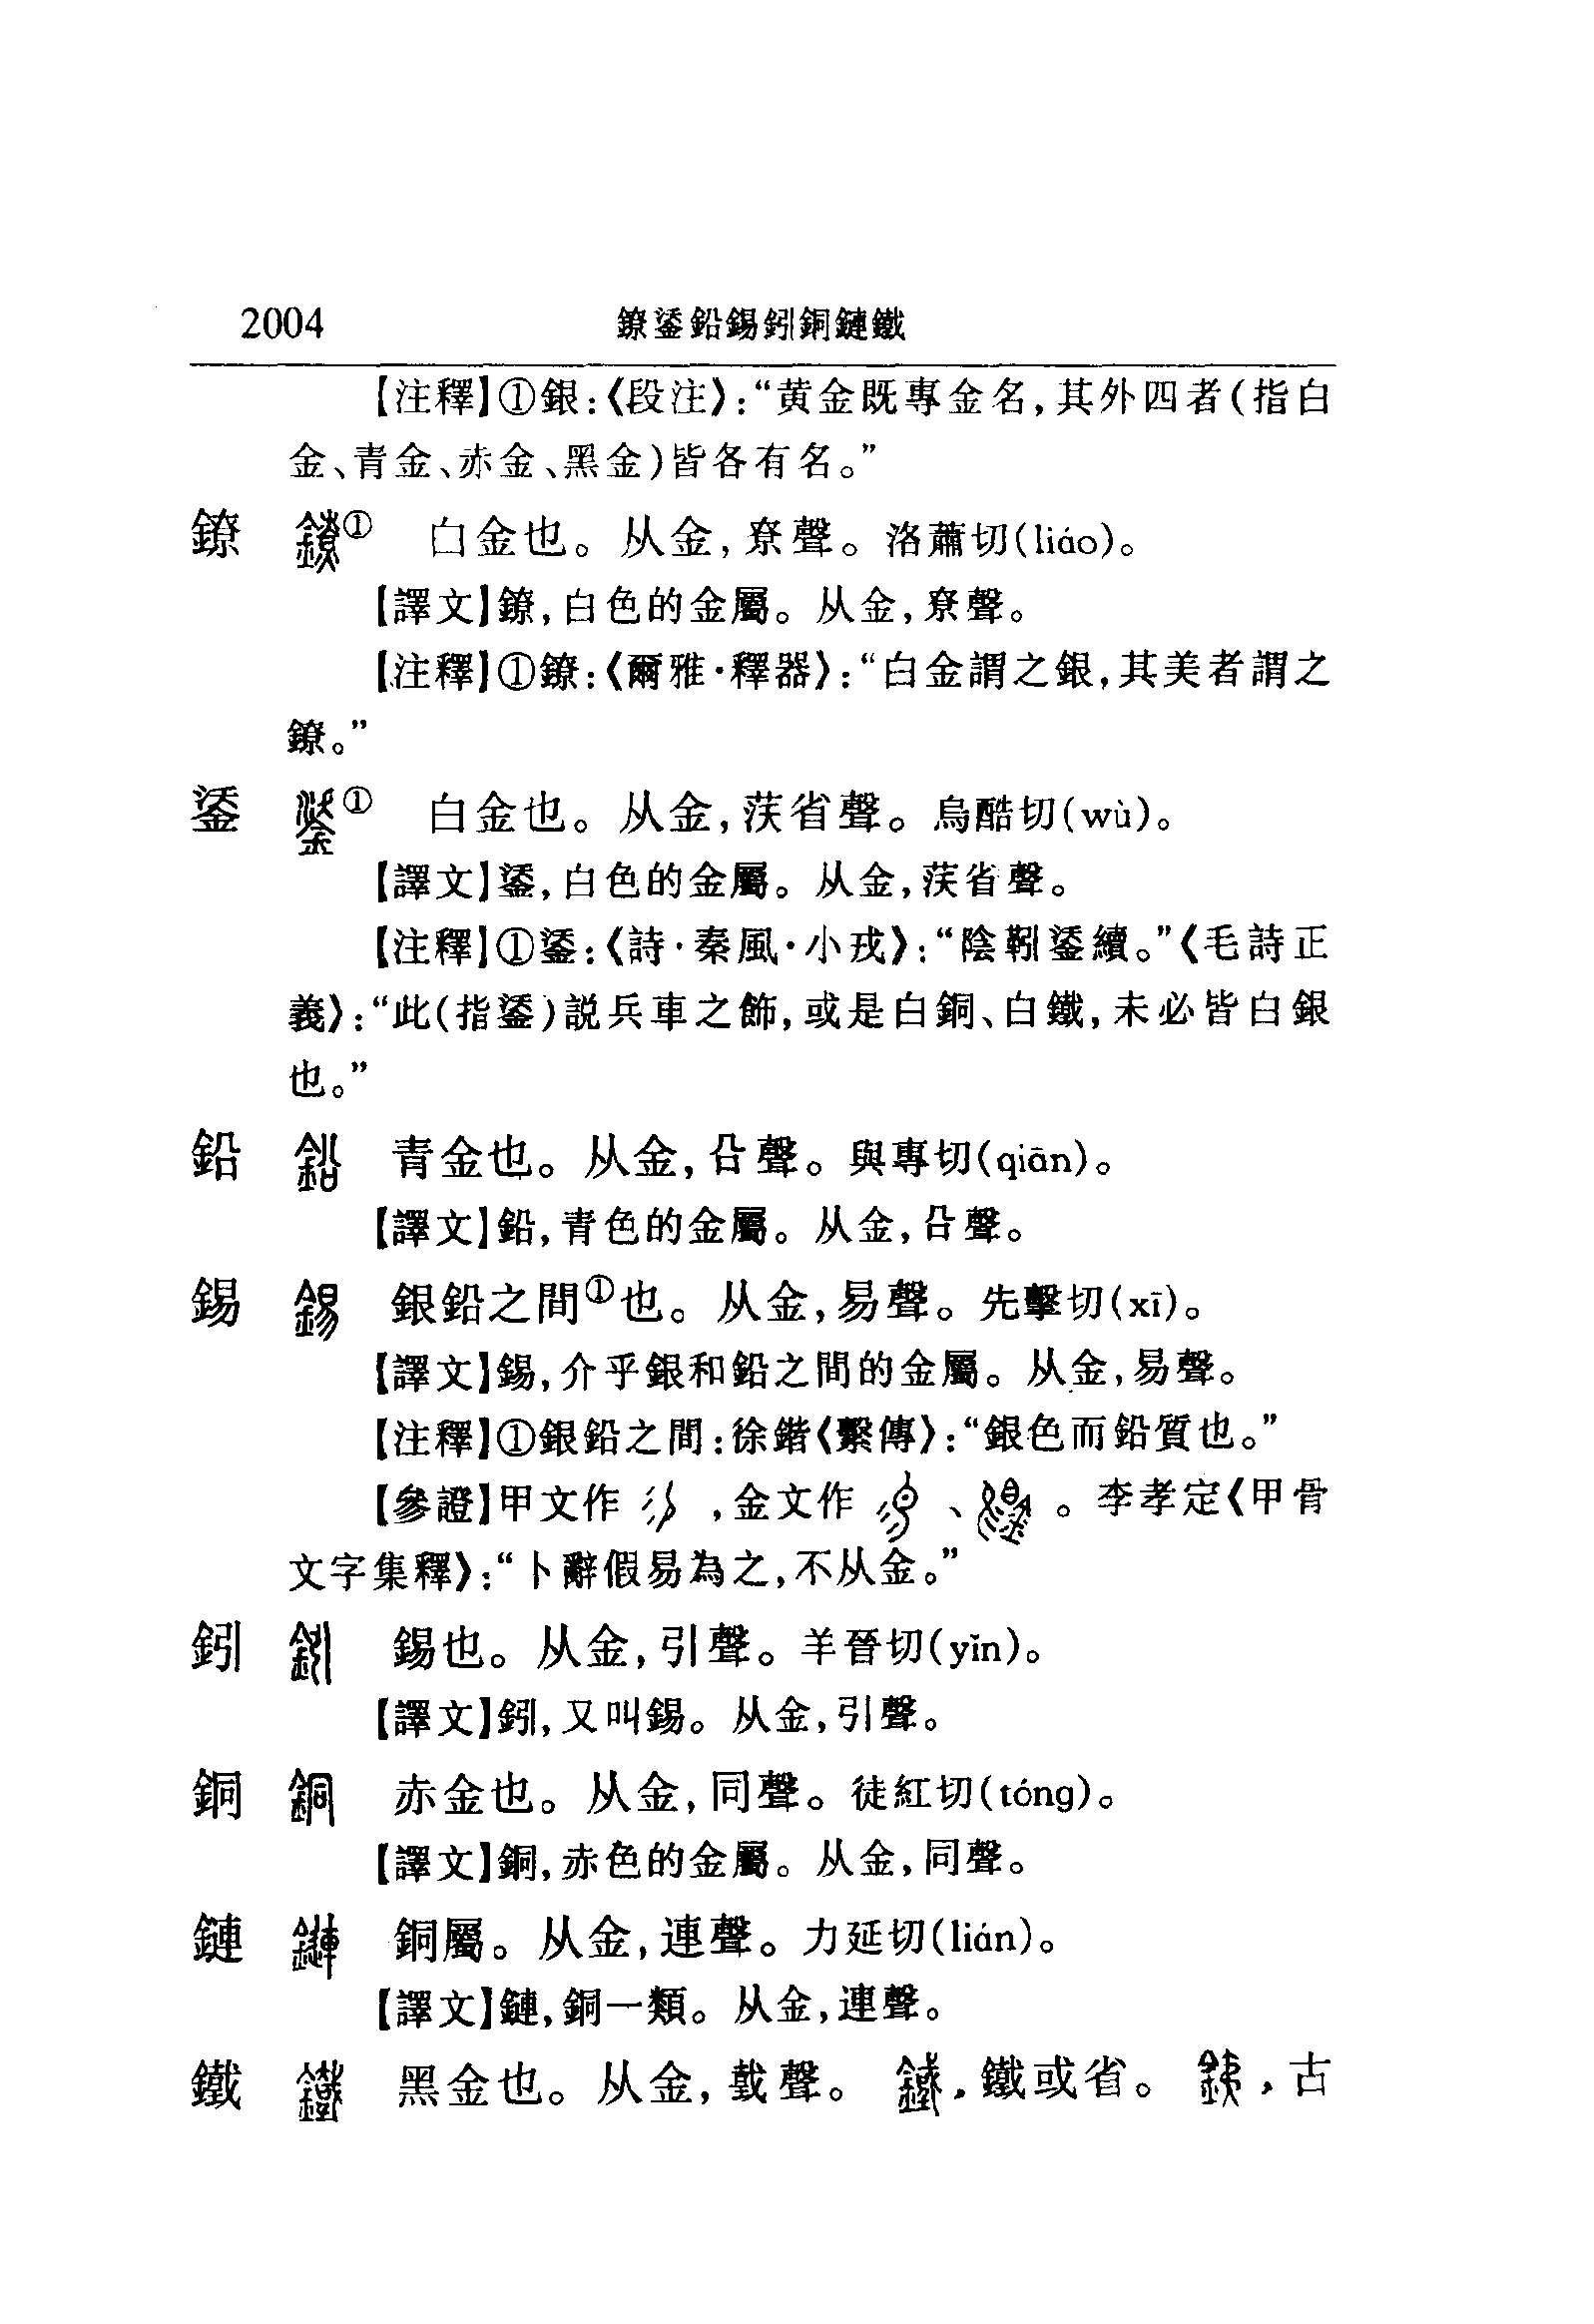 2004 鐐鋈鉛錫鈏銅鏈鐵
【注釋】①銀:《段注》:“黄金既專金名,其外四者(指白
金、青金、赤金、黑金)皆各有名。”
鐐 ① 白金也。从金,尞聲。洛蕭切(liáo)。
【譯文】鐐,白色的金屬。从金,尞聲。
【注釋】①鐐:《爾雅·釋器》:“白金謂之銀,其美者謂之
鐐。”
鋈 ① 白金也。从金,茨省聲。烏酷切(wù)。
【譯文】鋈,白色的金屬。从金,茨省聲。
【注釋】①鋈:《詩·秦風·小戎》:“陰靷鋈續。”《毛詩正
義》:“此(指鋈)説兵車之飾,或是白銅、白鐵,未必皆白銀
也。”
鉛 青金也。从金,㕣聲。與專切(qiān)。
【譯文】鉛,青色的金屬。从金,㕣聲。
錫 銀鉛之間①也。从金,易聲。先擊切(xī)。
【譯文】錫,介乎銀和鉛之間的金屬。从金,易聲。
【注釋】①銀鉛之間:徐鍇《繫傳》:“銀色而鉛質也。”
【參證】甲文作 ,金文作 、 。李孝定《甲骨
文字集釋》:“卜辭假易為之,不从金。”
鈏 錫也。从金,引聲。羊晉切(yǐn)。
【譯文】鈏,又叫錫。从金,引聲。
銅 赤金也。从金,同聲。徒紅切(tóng)。
【譯文】銅,赤色的金屬。从金,同聲。
鏈 銅屬。从金,連聲。力延切(lián)。
【譯文】鏈,銅一類。从金,連聲。
鐵 黑金也。从金,𢧜聲。 ,鐵或省。 ,古